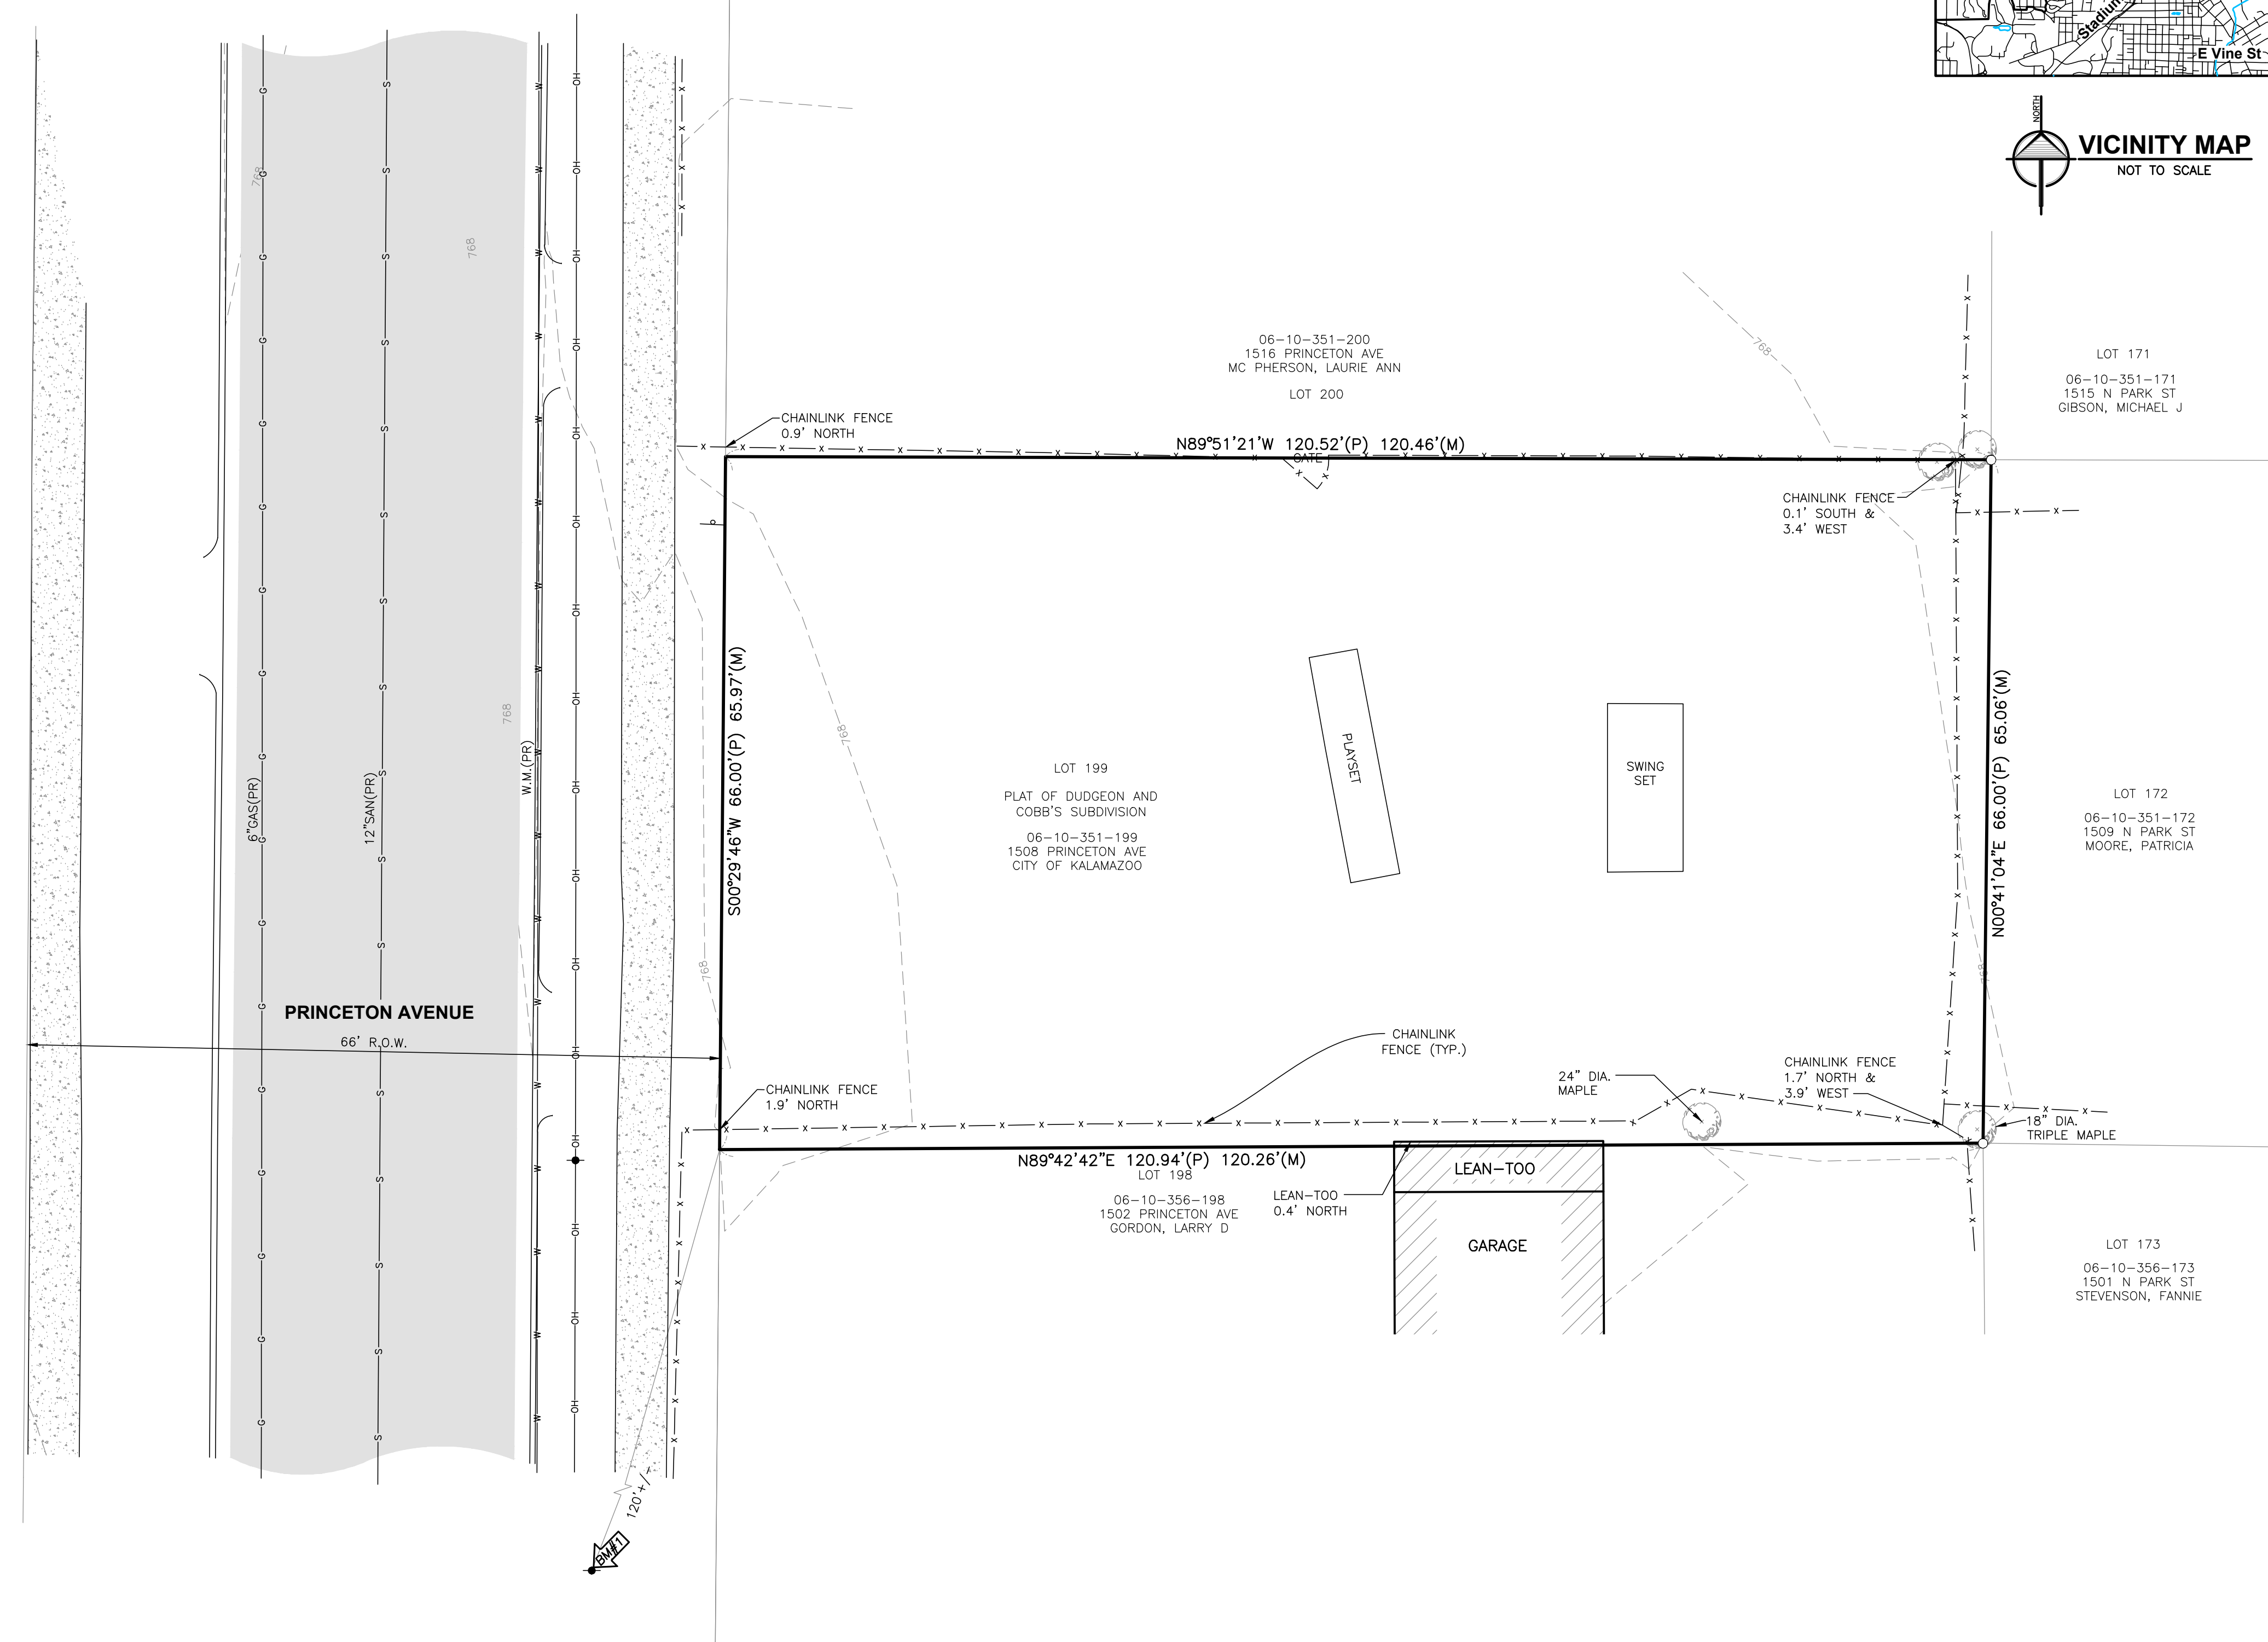 Stadium
E Vine St
NORTH
VICINITY MAP
NOT TO SCALE
768
768
768
768
768
768
768
06-10-351-200
1516 PRINCETON AVE
MC PHERSON, LAURIE ANN
LOT 200
LOT 171
06-10-351-171
1515 N PARK ST
GIBSON, MICHAEL J
CHAINLINK FENCE
0.9' NORTH
N89°51'21'W 120.52'(P) 120.46'(M)
GATE
CHAINLINK FENCE
0.1' SOUTH &
3.4' WEST
S00°29'46"W 66.00'(P) 65.97'(M)
N00°41'04"E 66.00'(P) 65.06'(M)
PLAYSET
SWING
SET
LOT 199
PLAT OF DUDGEON AND
COBB'S SUBDIVISION
06-10-351-199
1508 PRINCETON AVE
CITY OF KALAMAZOO
LOT 172
06-10-351-172
1509 N PARK ST
MOORE, PATRICIA
6"GAS(PR)
12"SAN(PR)
W.M.(PR)
PRINCETON AVENUE
66' R.O.W.
CHAINLINK
FENCE (TYP.)
CHAINLINK FENCE
1.9' NORTH
24" DIA.
MAPLE
CHAINLINK FENCE
1.7' NORTH &
3.9' WEST
18" DIA.
TRIPLE MAPLE
N89°42'42"E 120.94'(P) 120.26'(M)
LOT 198
06-10-356-198
1502 PRINCETON AVE
GORDON, LARRY D
LEAN-TOO
0.4' NORTH
LEAN-TOO
GARAGE
LOT 173
06-10-356-173
1501 N PARK ST
STEVENSON, FANNIE
120'+/-
BM#1